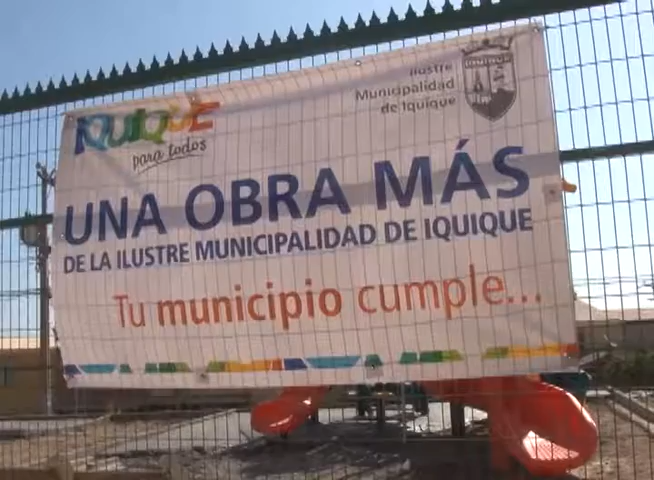 IQUIQUE
para todos
Ilustre
Municipalidad
de Iquique
IQUIQUE
UNA OBRA MÁS
DE LA ILUSTRE MUNICIPALIDAD DE IQUIQUE
Tu municipio cumple...